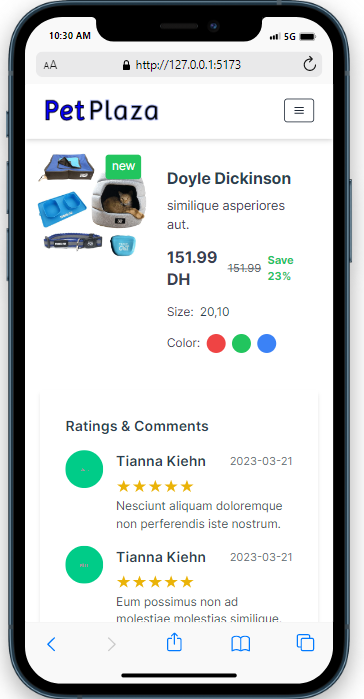 10:30 AM
5G
AA
http://127.0.0.1:5173
Pet Plaza
new
Doyle Dickinson
similique asperiores
aut.
151.99
DH
151.99
Save
23%
Size: 20,10
Color:
Ratings & Comments
Tianna Kiehn
2023-03-21
Nesciunt aliquam doloremque
non perferendis iste nostrum.
Tianna Kiehn
2023-03-21
Eum possimus non ad
molestiae molestias similique.